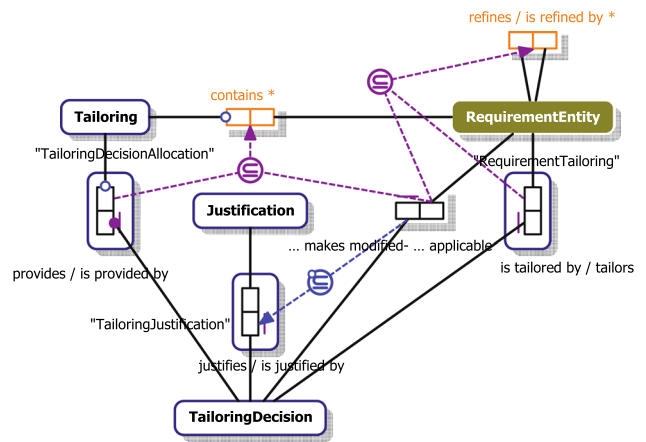 refines / is refined by *
contains *
Tailoring
RequirementEntity
"TailoringDecisionAllocation"
"RequirementTailoring"
Justification
... makes modified- ... applicable
provides / is provided by
is tailored by / tailors
"TailoringJustification"
justifies / is justified by
TailoringDecision